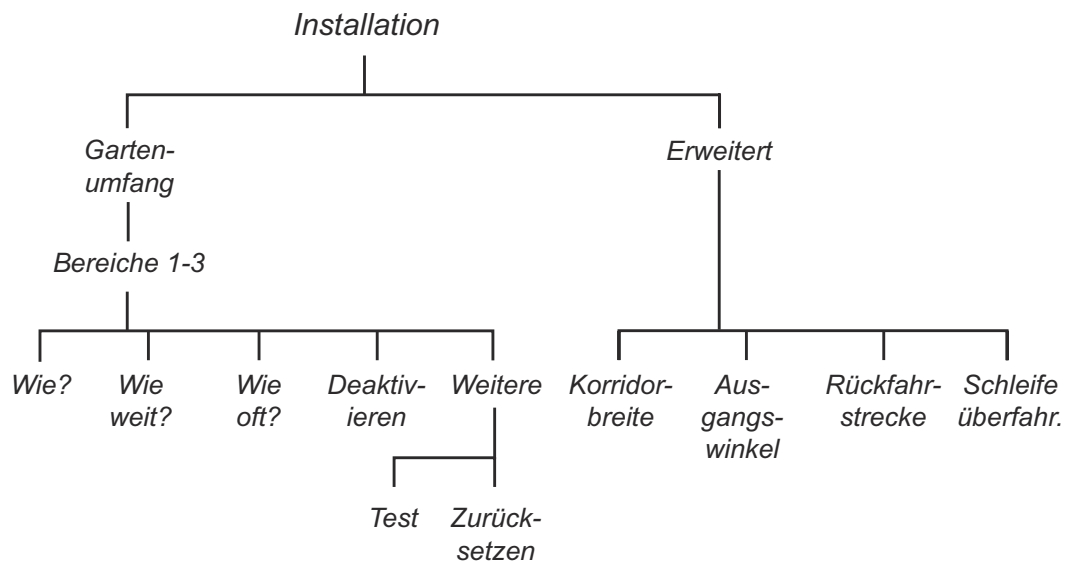 Installation
Garten-
umfang
Erweitert
Bereiche 1-3
Wie?
Wie
weit?
Wie
oft?
Deaktiv-
ieren
Weitere
Korridor-
breite
Aus-
gangs-
winkel
Rückfahr-
strecke
Schleife
überfahr.
Test
Zurück-
setzen